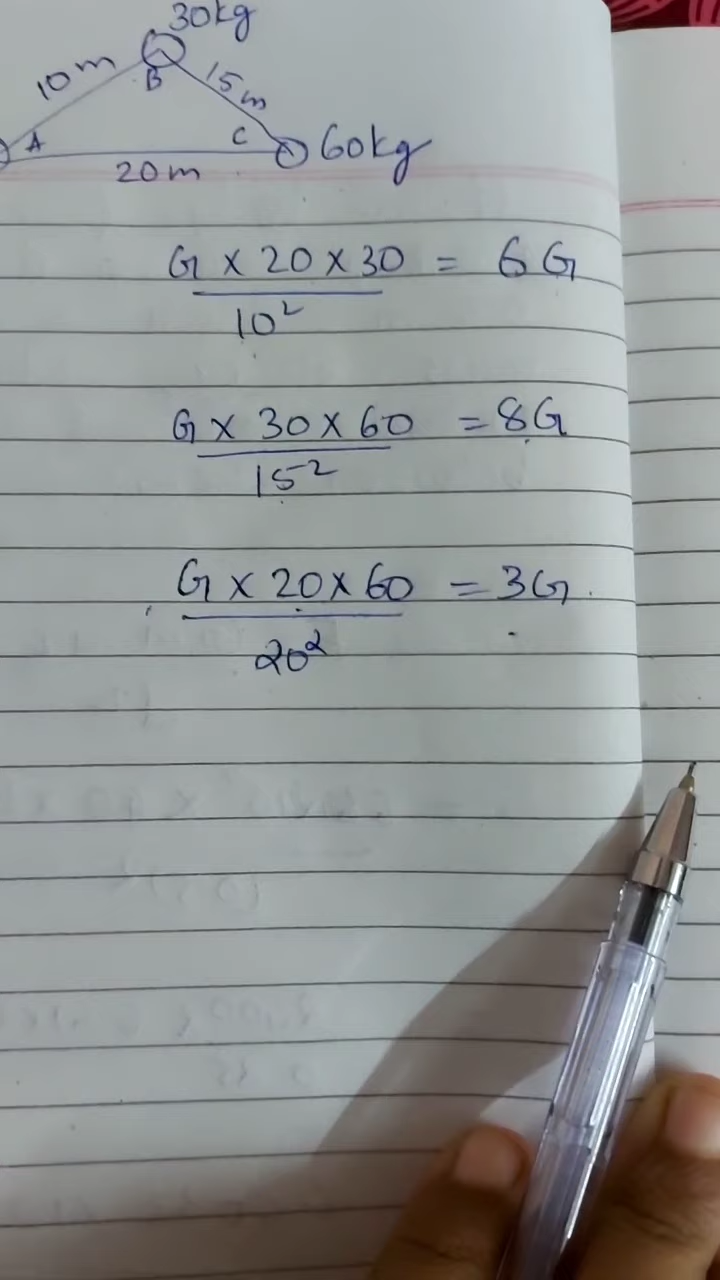 30kg
10m B 15m
A C 60kg
20m
G × 20 × 30 = 6G
10²
G × 30 × 60 = 8G
15²
G × 20 × 60 = 3G
20²